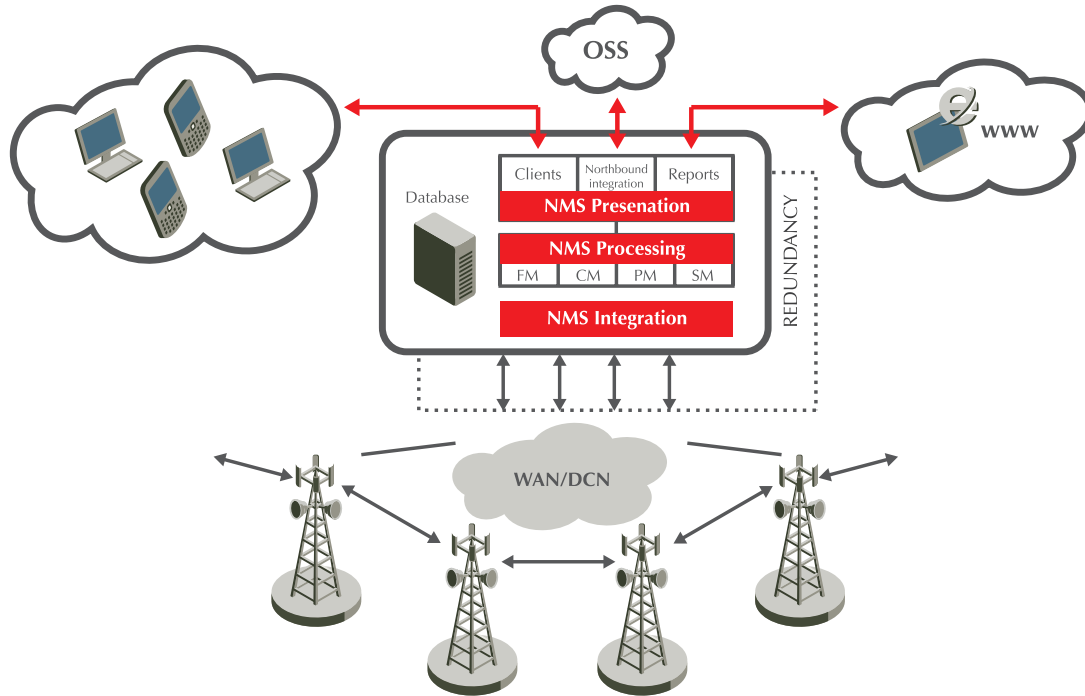 OSS
www
Clients
Northbound
integration
Reports
Database
NMS Presenation
NMS Processing
FM
CM
PM
SM
NMS Integration
REDUNDANCY
WAN/DCN